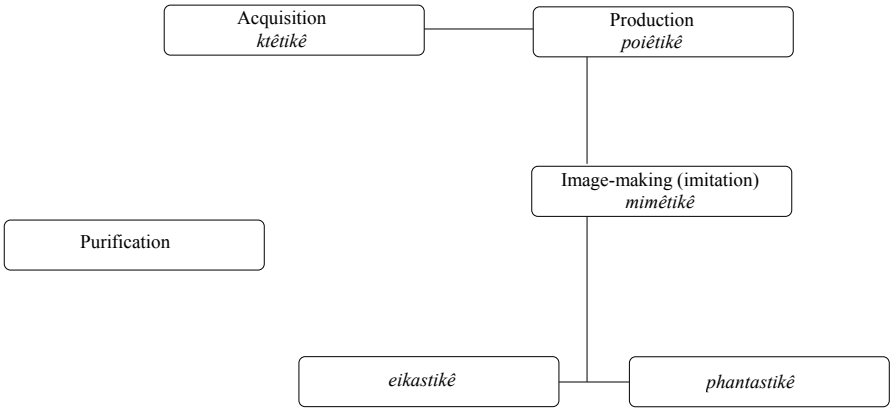 Acquisition
ktêtikê
Production
poiêtikê
Image-making (imitation)
mimêtikê
Purification
eikastikê
phantastikê